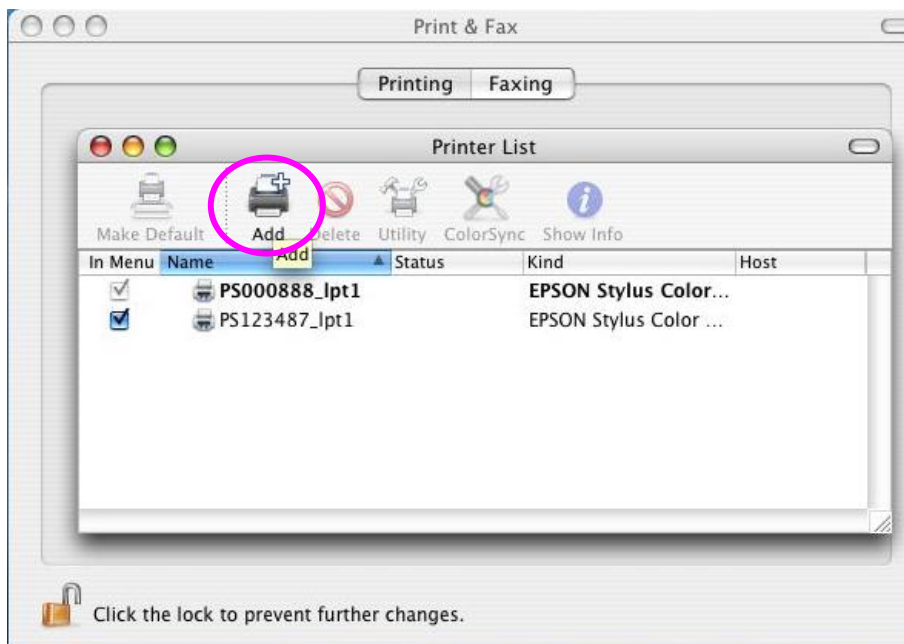 Print & Fax
Printing Faxing
Printer List
Make Default Add Delete Utility ColorSync Show Info
Add
In Menu Name Status Kind Host
PS000888_lpt1 EPSON Stylus Color...
PS123487_lpt1 EPSON Stylus Color ...
Click the lock to prevent further changes.